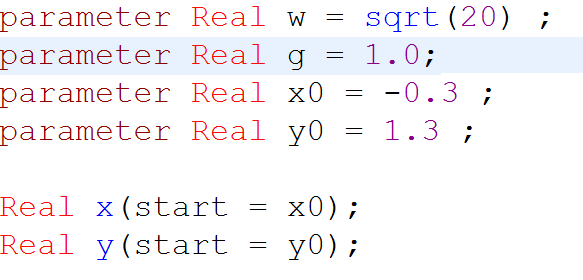 parameter Real w = sqrt(20) ;
parameter Real g = 1.0;
parameter Real x0 = -0.3 ;
parameter Real y0 = 1.3 ;
Real x(start = x0);
Real y(start = y0);